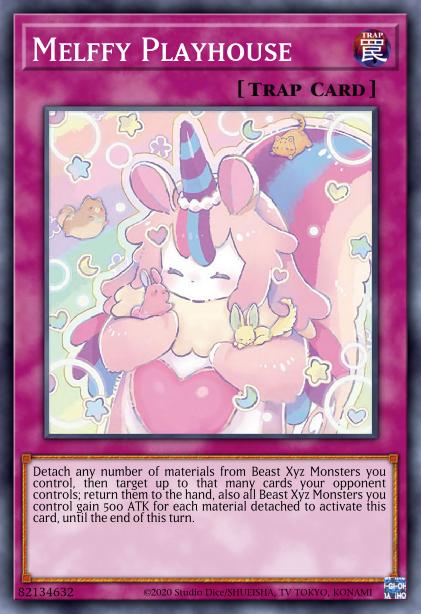 MELFFY PLAYHOUSE
TRAP
罠
[TRAP CARD]
Detach any number of materials from Beast Xyz Monsters you
control, then target up to that many cards your opponent
controls; return them to the hand, also all Beast Xyz Monsters you
control gain 500 ATK for each material detached to activate this
card, until the end of this turn.
82134632
©2020 Studio Dice/SHUEISHA, TV TOKYO, KONAMI